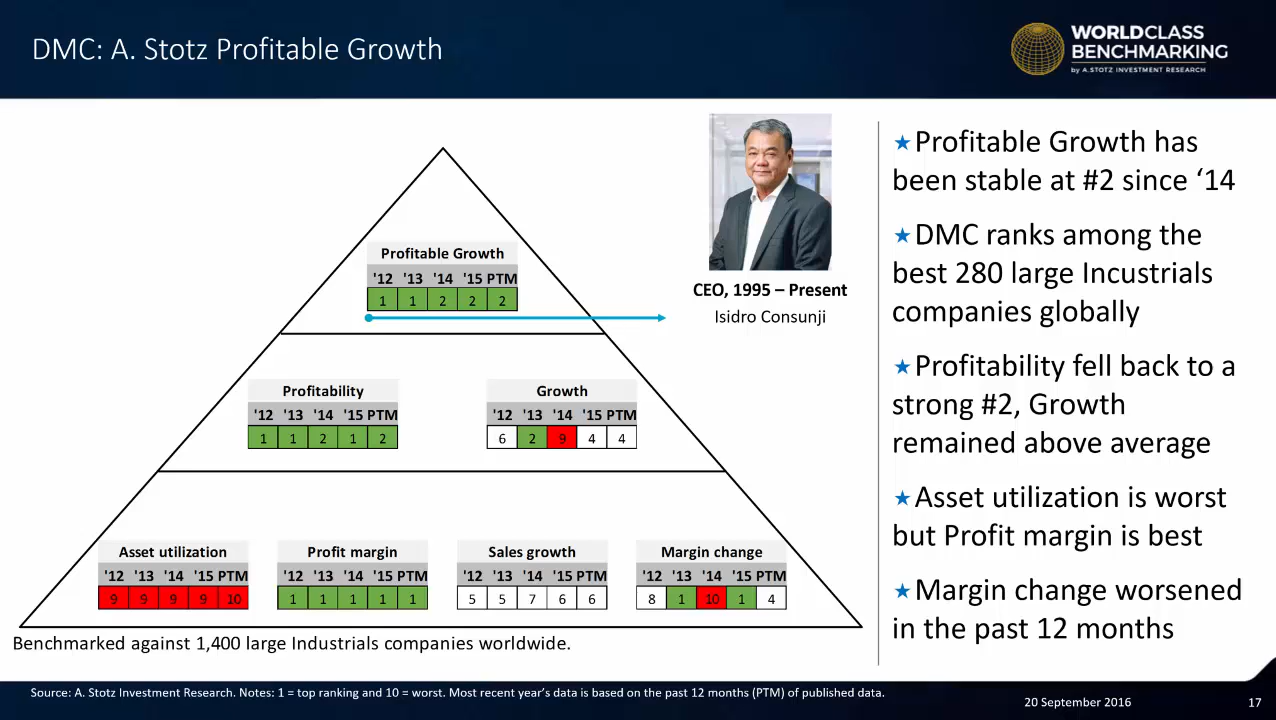 DMC: A. Stotz Profitable Growth
WORLDCLASS
BENCHMARKING
by A.STOTZ INVESTMENT RESEARCH
Profitable Growth
'12 '13 '14 '15 PTM
1 1 2 2 2
CEO, 1995 – Present
Isidro Consunji
Profitability
'12 '13 '14 '15 PTM
1 1 2 1 2
Growth
'12 '13 '14 '15 PTM
6 2 9 4 4
Asset utilization
'12 '13 '14 '15 PTM
9 9 9 9 10
Profit margin
'12 '13 '14 '15 PTM
1 1 1 1 1
Sales growth
'12 '13 '14 '15 PTM
5 5 7 6 6
Margin change
'12 '13 '14 '15 PTM
8 1 10 1 4
Benchmarked against 1,400 large Industrials companies worldwide.
★Profitable Growth has
been stable at #2 since ‘14
★DMC ranks among the
best 280 large Incustrials
companies globally
★Profitability fell back to a
strong #2, Growth
remained above average
★Asset utilization is worst
but Profit margin is best
★Margin change worsened
in the past 12 months
Source: A. Stotz Investment Research. Notes: 1 = top ranking and 10 = worst. Most recent year’s data is based on the past 12 months (PTM) of published data.
20 September 2016
17